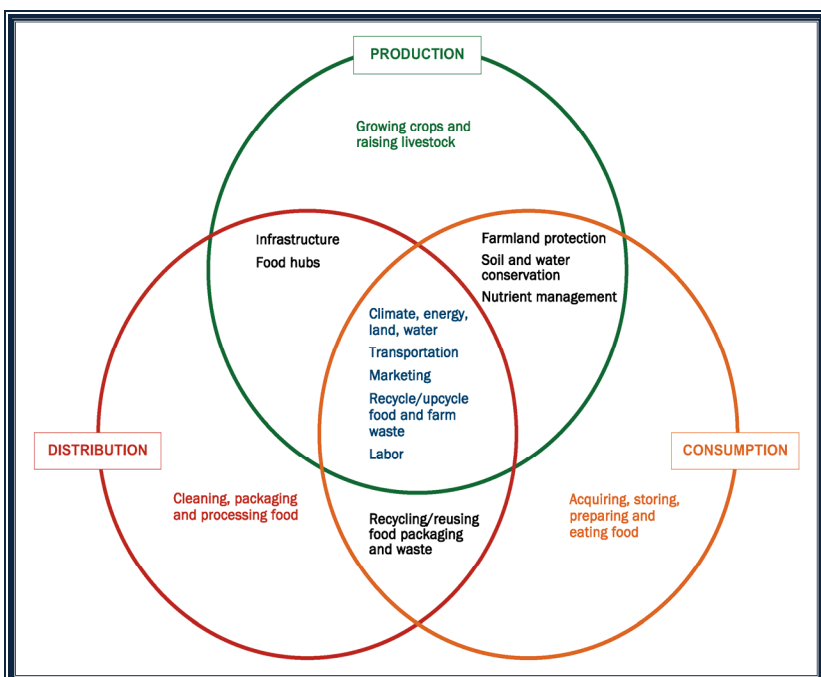 PRODUCTION
Growing crops and
raising livestock
Infrastructure
Food hubs
Farmland protection
Soil and water
conservation
Nutrient management
Climate, energy,
land, water
Transportation
Marketing
Recycle/upcycle
food and farm
waste
Labor
DISTRIBUTION
CONSUMPTION
Cleaning, packaging
and processing food
Recycling/reusing
food packaging
and waste
Acquiring, storing,
preparing and
eating food